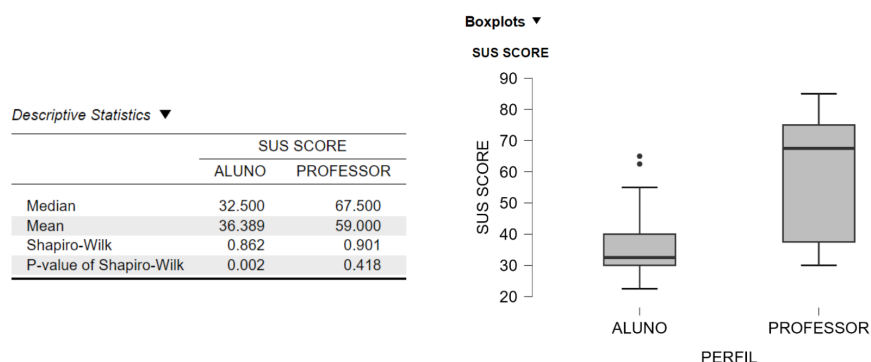 Descriptive Statistics ▼
SUS SCORE
ALUNO PROFESSOR
Median 32.500 67.500
Mean 36.389 59.000
Shapiro-Wilk 0.862 0.901
P-value of Shapiro-Wilk 0.002 0.418
Boxplots ▼
SUS SCORE
90
80
70
60
50
40
30
20
SUS SCORE
ALUNO PROFESSOR
PERFIL